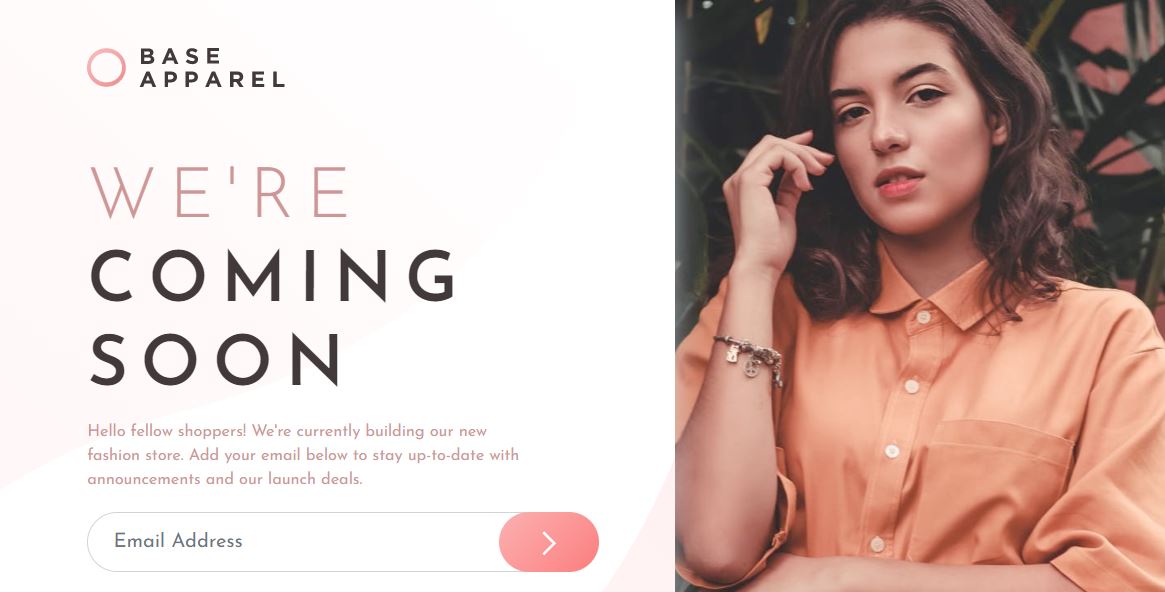 BASE
APPAREL
WE'RE
COMING
SOON
Hello fellow shoppers! We're currently building our new
fashion store. Add your email below to stay up-to-date with
announcements and our launch deals.
Email Address